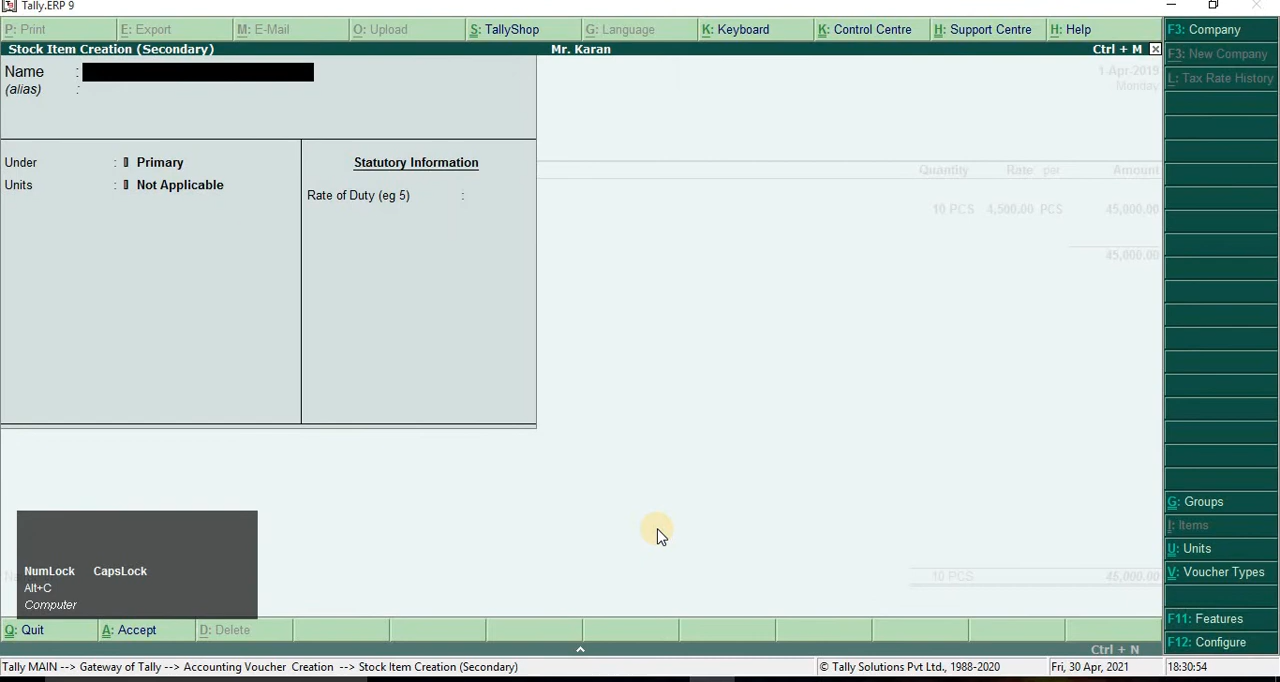 Tally.ERP 9
P: Print E: Export M: E-Mail O: Upload S: TallyShop G: Language K: Keyboard K: Control Centre H: Support Centre H: Help F3: Company
Stock Item Creation (Secondary) Mr. Karan Ctrl + M
F3: New Company
Name :
1-Apr-2019
L: Tax Rate History
(alias) :
Monday
Under : Primary Statutory Information
Quantity Rate per Amount
Units : Not Applicable
Rate of Duty (eg 5) :
10 PCS 4,500.00 PCS 45,000.00
45,000.00
G: Groups
I: Items
U: Units
V: Voucher Types
NumLock CapsLock
10 PCS 45,000.00
Alt+C
Computer
F11: Features
Q: Quit A: Accept D: Delete
F12: Configure
Ctrl + N
Tally MAIN --> Gateway of Tally --> Accounting Voucher Creation --> Stock Item Creation (Secondary) © Tally Solutions Pvt Ltd., 1988-2020 Fri, 30 Apr, 2021 18:30:54